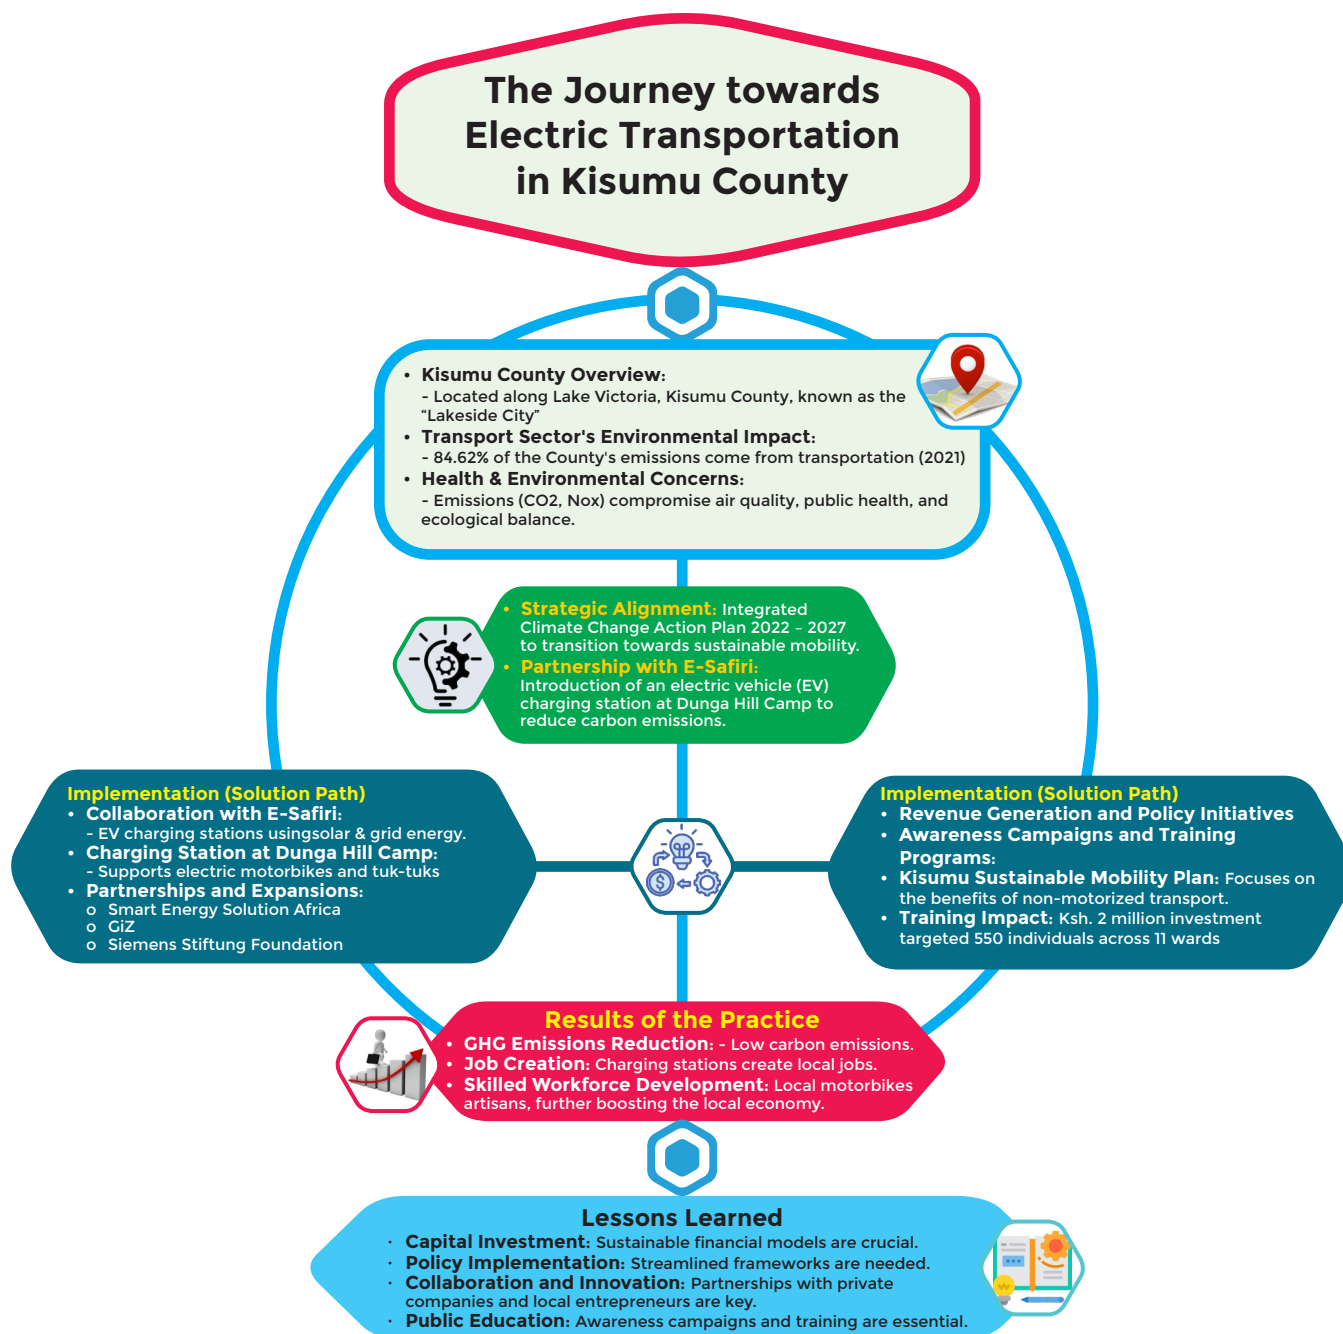 The Journey towards
Electric Transportation
in Kisumu County
• Kisumu County Overview:
- Located along Lake Victoria, Kisumu County, known as the
“Lakeside City”
• Transport Sector's Environmental Impact:
- 84.62% of the County's emissions come from transportation (2021)
• Health & Environmental Concerns:
- Emissions (CO2, Nox) compromise air quality, public health, and
ecological balance.
• Strategic Alignment: Integrated
Climate Change Action Plan 2022 – 2027
to transition towards sustainable mobility.
• Partnership with E-Safiri:
Introduction of an electric vehicle (EV)
charging station at Dunga Hill Camp to
reduce carbon emissions.
Implementation (Solution Path)
• Collaboration with E-Safiri:
- EV charging stations usingsolar & grid energy.
• Charging Station at Dunga Hill Camp:
- Supports electric motorbikes and tuk-tuks
• Partnerships and Expansions:
o Smart Energy Solution Africa
o GiZ
o Siemens Stiftung Foundation
Implementation (Solution Path)
• Revenue Generation and Policy Initiatives
• Awareness Campaigns and Training
Programs:
• Kisumu Sustainable Mobility Plan: Focuses on
the benefits of non-motorized transport.
• Training Impact: Ksh. 2 million investment
targeted 550 individuals across 11 wards
$
Results of the Practice
• GHG Emissions Reduction: - Low carbon emissions.
• Job Creation: Charging stations create local jobs.
• Skilled Workforce Development: Local motorbikes
artisans, further boosting the local economy.
Lessons Learned
· Capital Investment: Sustainable financial models are crucial.
· Policy Implementation: Streamlined frameworks are needed.
· Collaboration and Innovation: Partnerships with private
companies and local entrepreneurs are key.
· Public Education: Awareness campaigns and training are essential.